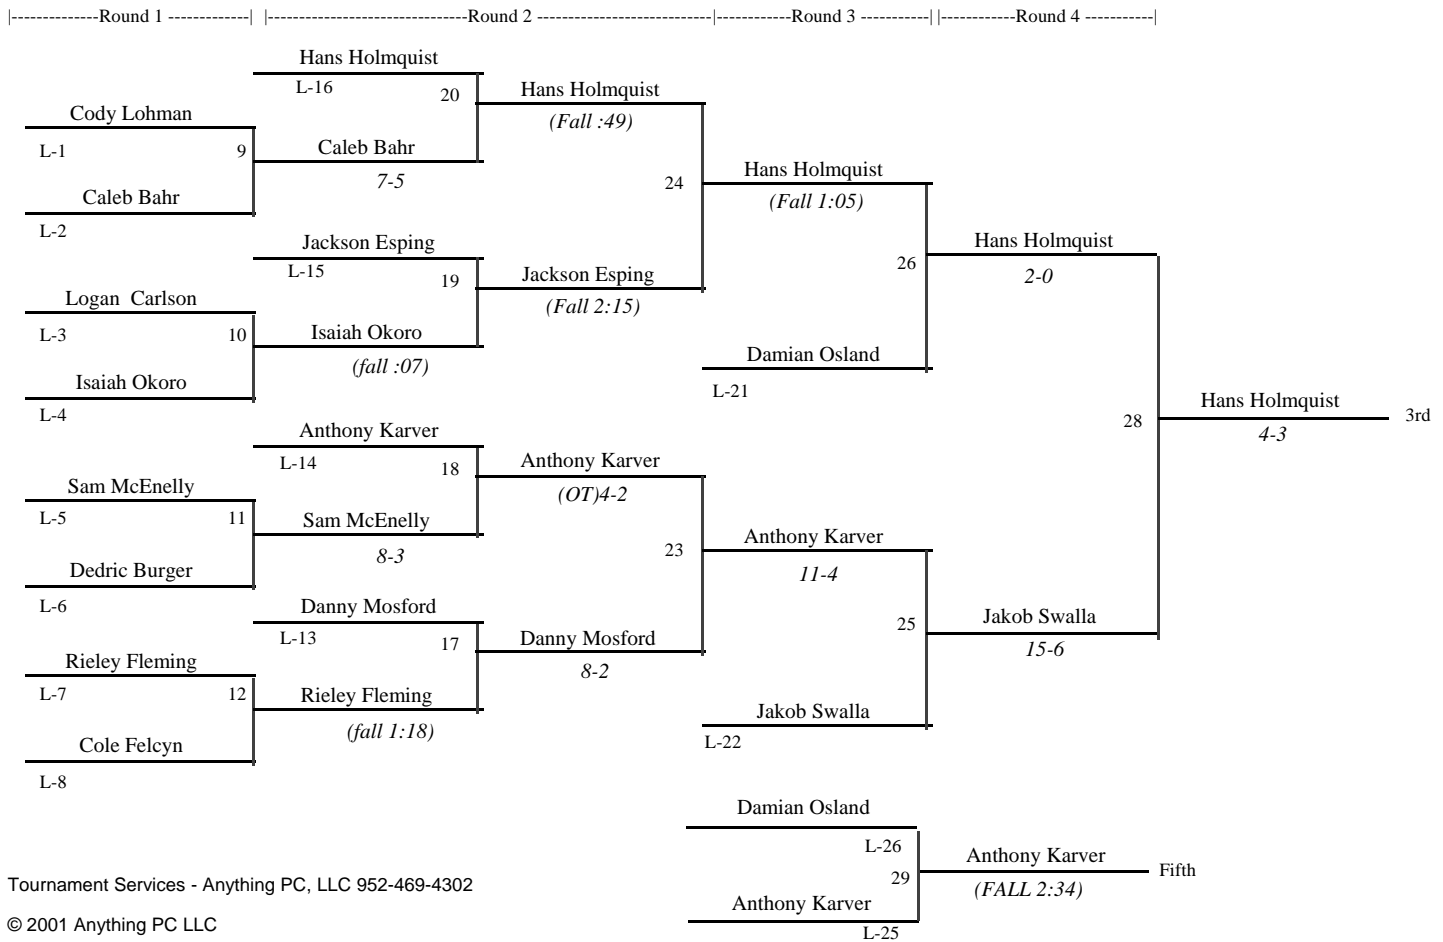 |--------------Round 1 -------------| |--------------------------------Round 2 ----------------------------|------------Round 3 -----------||------------Round 4 -----------|
Hans Holmquist
L-16
20
Hans Holmquist
(Fall :49)
Cody Lohman
L-1
9
Caleb Bahr
7-5
Caleb Bahr
L-2
24
Hans Holmquist
(Fall 1:05)
Jackson Esping
L-15
19
Jackson Esping
(Fall 2:15)
26
Hans Holmquist
2-0
Logan  Carlson
L-3
10
Isaiah Okoro
(fall :07)
Isaiah Okoro
L-4
Damian Osland
L-21
28
Hans Holmquist
4-3
3rd
Anthony Karver
L-14
18
Anthony Karver
(OT)4-2
Sam McEnelly
L-5
11
Sam McEnelly
8-3
Dedric Burger
L-6
23
Anthony Karver
11-4
Danny Mosford
L-13
17
Danny Mosford
8-2
25
Jakob Swalla
15-6
Rieley Fleming
L-7
12
Rieley Fleming
(fall 1:18)
Cole Felcyn
L-8
Jakob Swalla
L-22
Damian Osland
L-26
29
Anthony Karver
(FALL 2:34)
Fifth
Anthony Karver
L-25
Tournament Services - Anything PC, LLC 952-469-4302
© 2001 Anything PC LLC